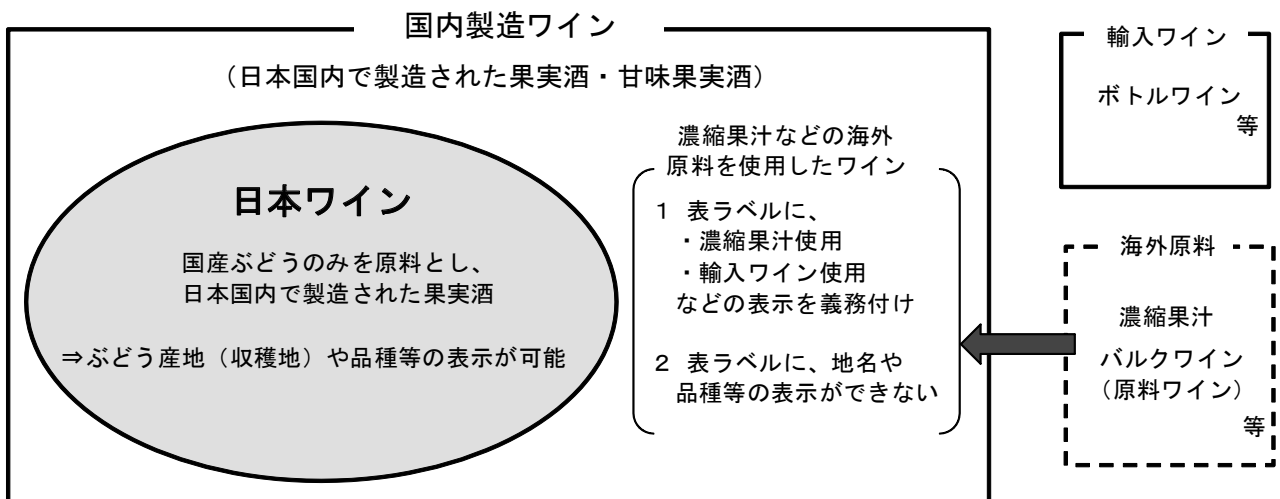 国内製造ワイン
（日本国内で製造された果実酒・甘味果実酒）
日本ワイン
国産ぶどうのみを原料とし、
日本国内で製造された果実酒
⇒ぶどう産地（収穫地）や品種等の表示が可能
濃縮果汁などの海外
原料を使用したワイン
１ 表ラベルに、
・濃縮果汁使用
・輸入ワイン使用
などの表示を義務付け
２ 表ラベルに、地名や
品種等の表示ができない
輸入ワイン
ボトルワイン
等
海外原料
濃縮果汁
バルクワイン
（原料ワイン）
等